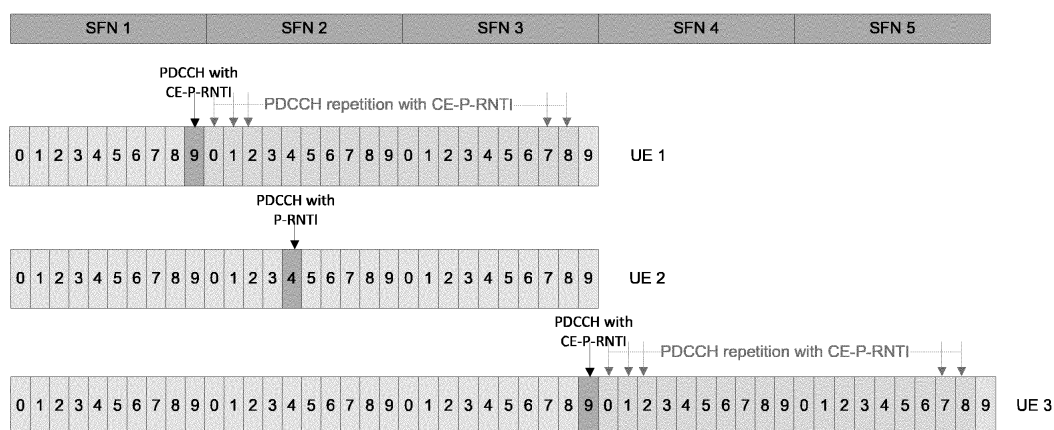 SFN 1 SFN 2 SFN 3 SFN 4 SFN 5
PDCCH with
CE-P-RNTI
PDCCH repetition with CE-P-RNTI
0 1 2 3 4 5 6 7 8 9 0 1 2 3 4 5 6 7 8 9 0 1 2 3 4 5 6 7 8 9 UE 1
PDCCH with
P-RNTI
0 1 2 3 4 5 6 7 8 9 0 1 2 3 4 5 6 7 8 9 0 1 2 3 4 5 6 7 8 9 UE 2
PDCCH with
CE-P-RNTI
PDCCH repetition with CE-P-RNTI
0 1 2 3 4 5 6 7 8 9 0 1 2 3 4 5 6 7 8 9 0 1 2 3 4 5 6 7 8 9 0 1 2 3 4 5 6 7 8 9 0 1 2 3 4 5 6 7 8 9 UE 3